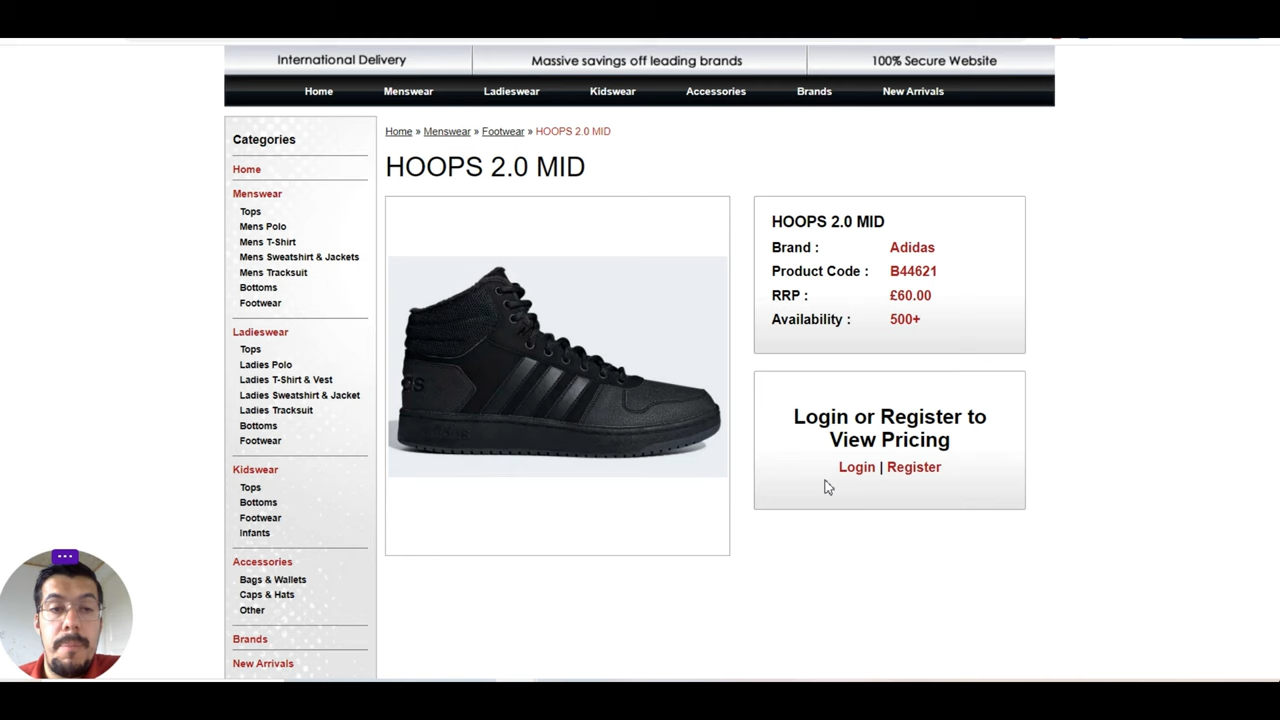 International Delivery
Massive savings off leading brands
100% Secure Website
Home
Menswear
Ladieswear
Kidswear
Accessories
Brands
New Arrivals
Categories
Home
Menswear
Tops
Mens Polo
Mens T-Shirt
Mens Sweatshirt & Jackets
Mens Tracksuit
Bottoms
Footwear
Ladieswear
Tops
Ladies Polo
Ladies T-Shirt & Vest
Ladies Sweatshirt & Jacket
Ladies Tracksuit
Bottoms
Footwear
Kidswear
Tops
Bottoms
Footwear
Infants
Accessories
Bags & Wallets
Caps & Hats
Other
Brands
New Arrivals
Home » Menswear » Footwear » HOOPS 2.0 MID
HOOPS 2.0 MID
HOOPS 2.0 MID
Brand : Adidas
Product Code : B44621
RRP : £60.00
Availability : 500+
Login or Register to
View Pricing
Login | Register